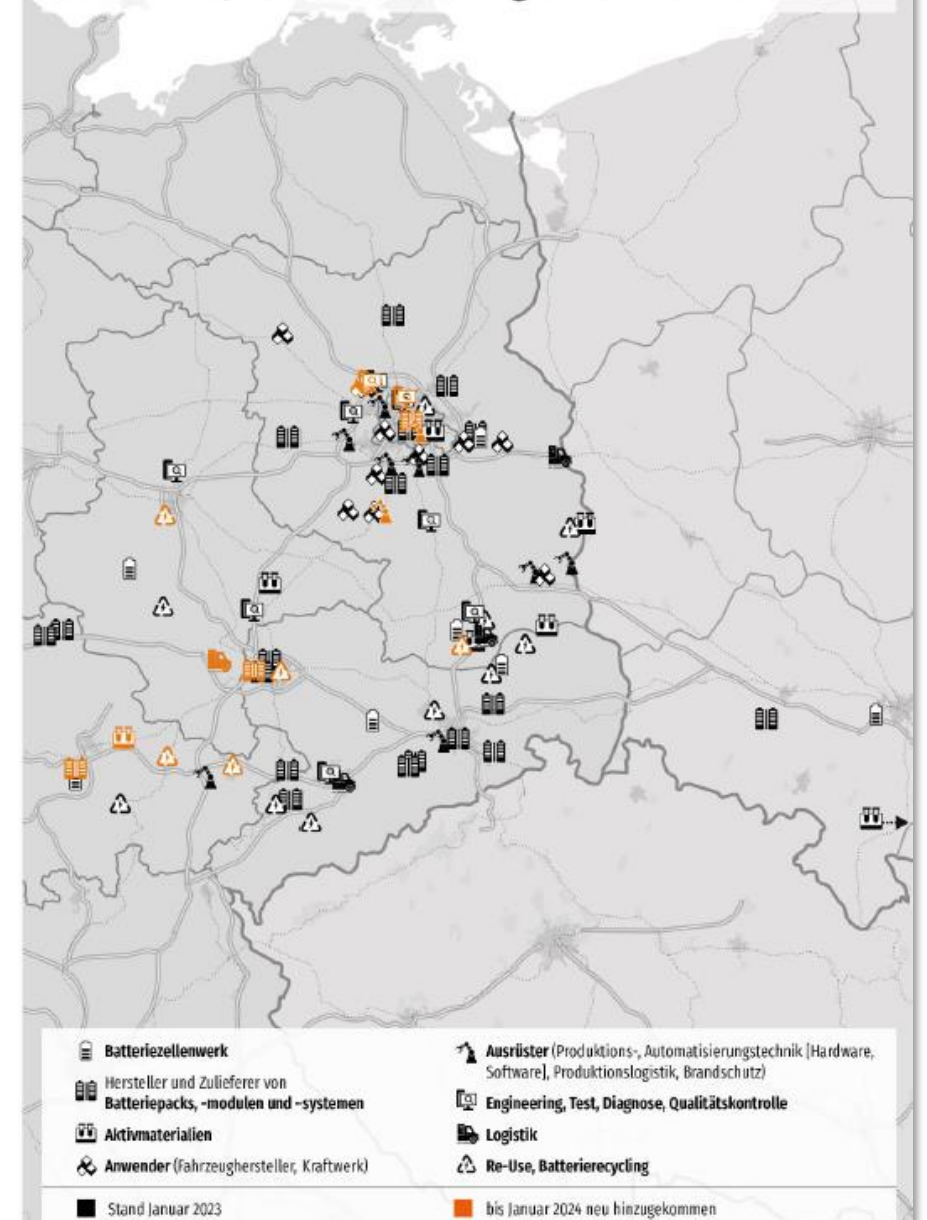 Batteriezellenwerk
Hersteller und Zulieferer von
Batteriepacks, -modulen und -systemen
Aktivmaterialien
Anwender (Fahrzeughersteller, Kraftwerk)
Ausrüster (Produktions-, Automatisierungstechnik [Hardware,
Software], Produktionslogistik, Brandschutz)
Engineering, Test, Diagnose, Qualitätskontrolle
Logistik
Re-Use, Batterierecycling
Stand Januar 2023
bis Januar 2024 neu hinzugekommen